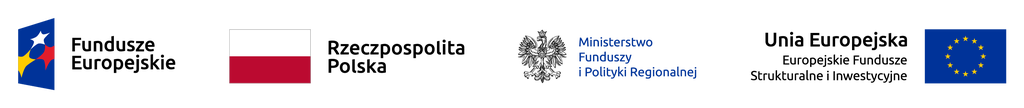 Fundusze
Europejskie
Rzeczpospolita
Polska
Ministerstwo
Funduszy
i Polityki Regionalnej
Unia Europejska
Europejskie Fundusze
Strukturalne i Inwestycyjne